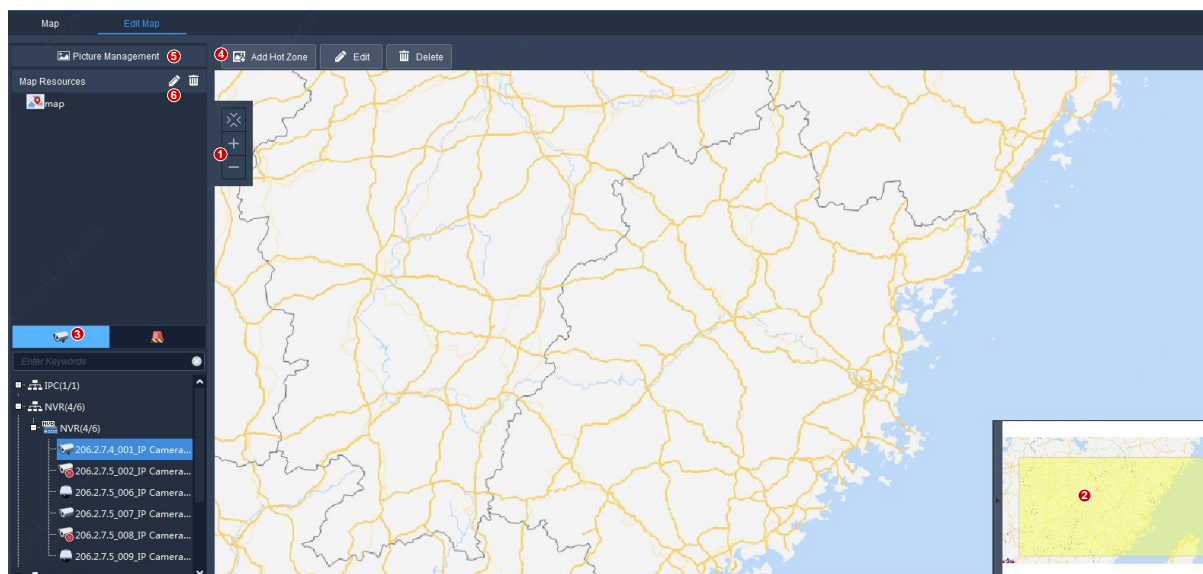 Map Edit Map
Picture Management 5
4 Add Hot Zone Edit Delete
Map Resources
6
map
1
3
Enter Keywords
IPC(1/1)
NVR(4/6)
NVR(4/6)
206.2.7.4_001_IP Camera...
206.2.7.5_002_IP Camera...
206.2.7.5_006_IP Camera...
206.2.7.5_007_IP Camera...
206.2.7.5_008_IP Camera...
206.2.7.5_009_IP Camera...
2